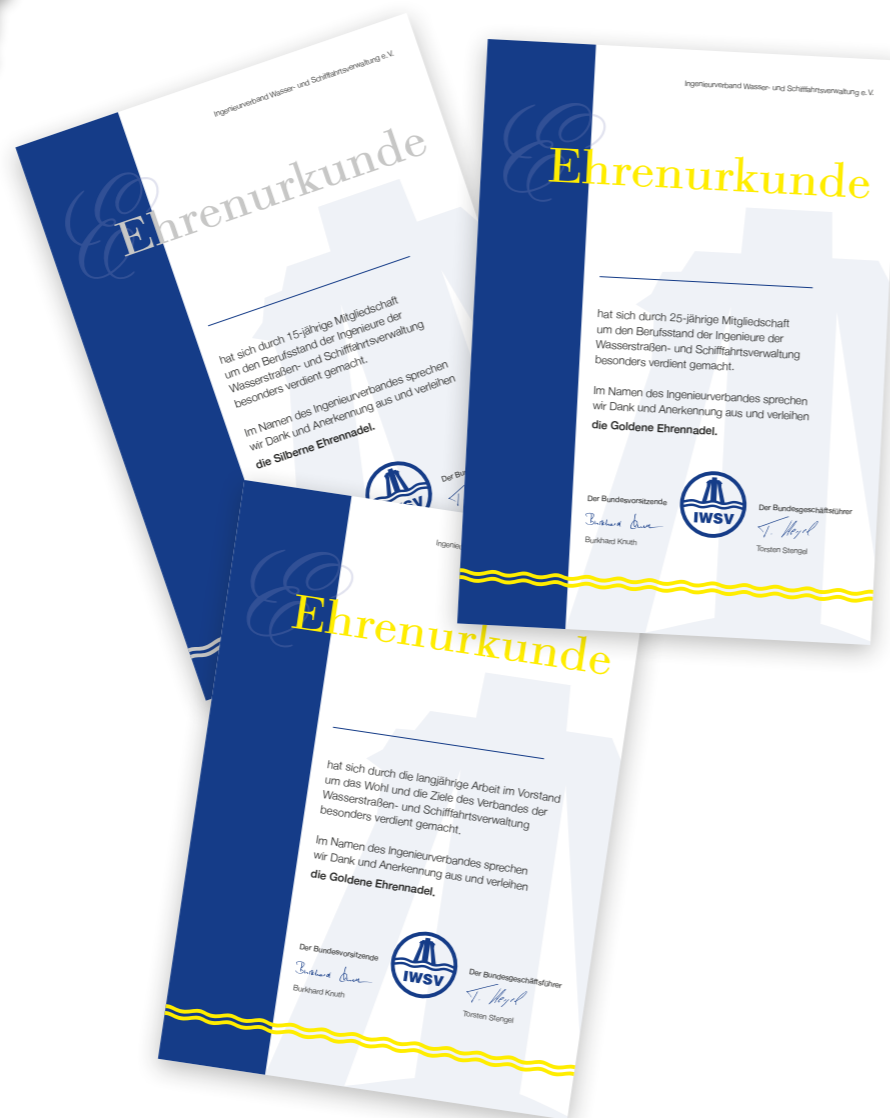 Ingenieurverband Wasser- und Schifffahrtsverwaltung e. V.
Ehrenurkunde
hat sich durch 15-jährige Mitgliedschaft
um den Berufsstand der Ingenieure der
Wasserstraßen- und Schifffahrtsverwaltung
besonders verdient gemacht.
Im Namen des Ingenieurverbandes sprechen
wir Dank und Anerkennung aus und verleihen
die Silberne Ehrennadel.
Der
Ingenieurverband Wasser- und Schifffahrtsverwaltung e. V.
Ehrenurkunde
hat sich durch 25-jährige Mitgliedschaft
um den Berufsstand der Ingenieure der
Wasserstraßen- und Schifffahrtsverwaltung
besonders verdient gemacht.
Im Namen des Ingenieurverbandes sprechen
wir Dank und Anerkennung aus und verleihen
die Goldene Ehrennadel.
Der Bundesvorsitzende
IWSV
Der Bundesgeschäftsführer
Burkhard Knuth
Torsten Stengel
Ehrenurkunde
hat sich durch die langjährige Arbeit im Vorstand
um das Wohl und die Ziele des Verbandes der
Wasserstraßen- und Schifffahrtsverwaltung
besonders verdient gemacht.
Im Namen des Ingenieurverbandes sprechen
wir Dank und Anerkennung aus und verleihen
die Goldene Ehrennadel.
Der Bundesvorsitzende
IWSV
Der Bundesgeschäftsführer
Burkhard Knuth
Torsten Stengel